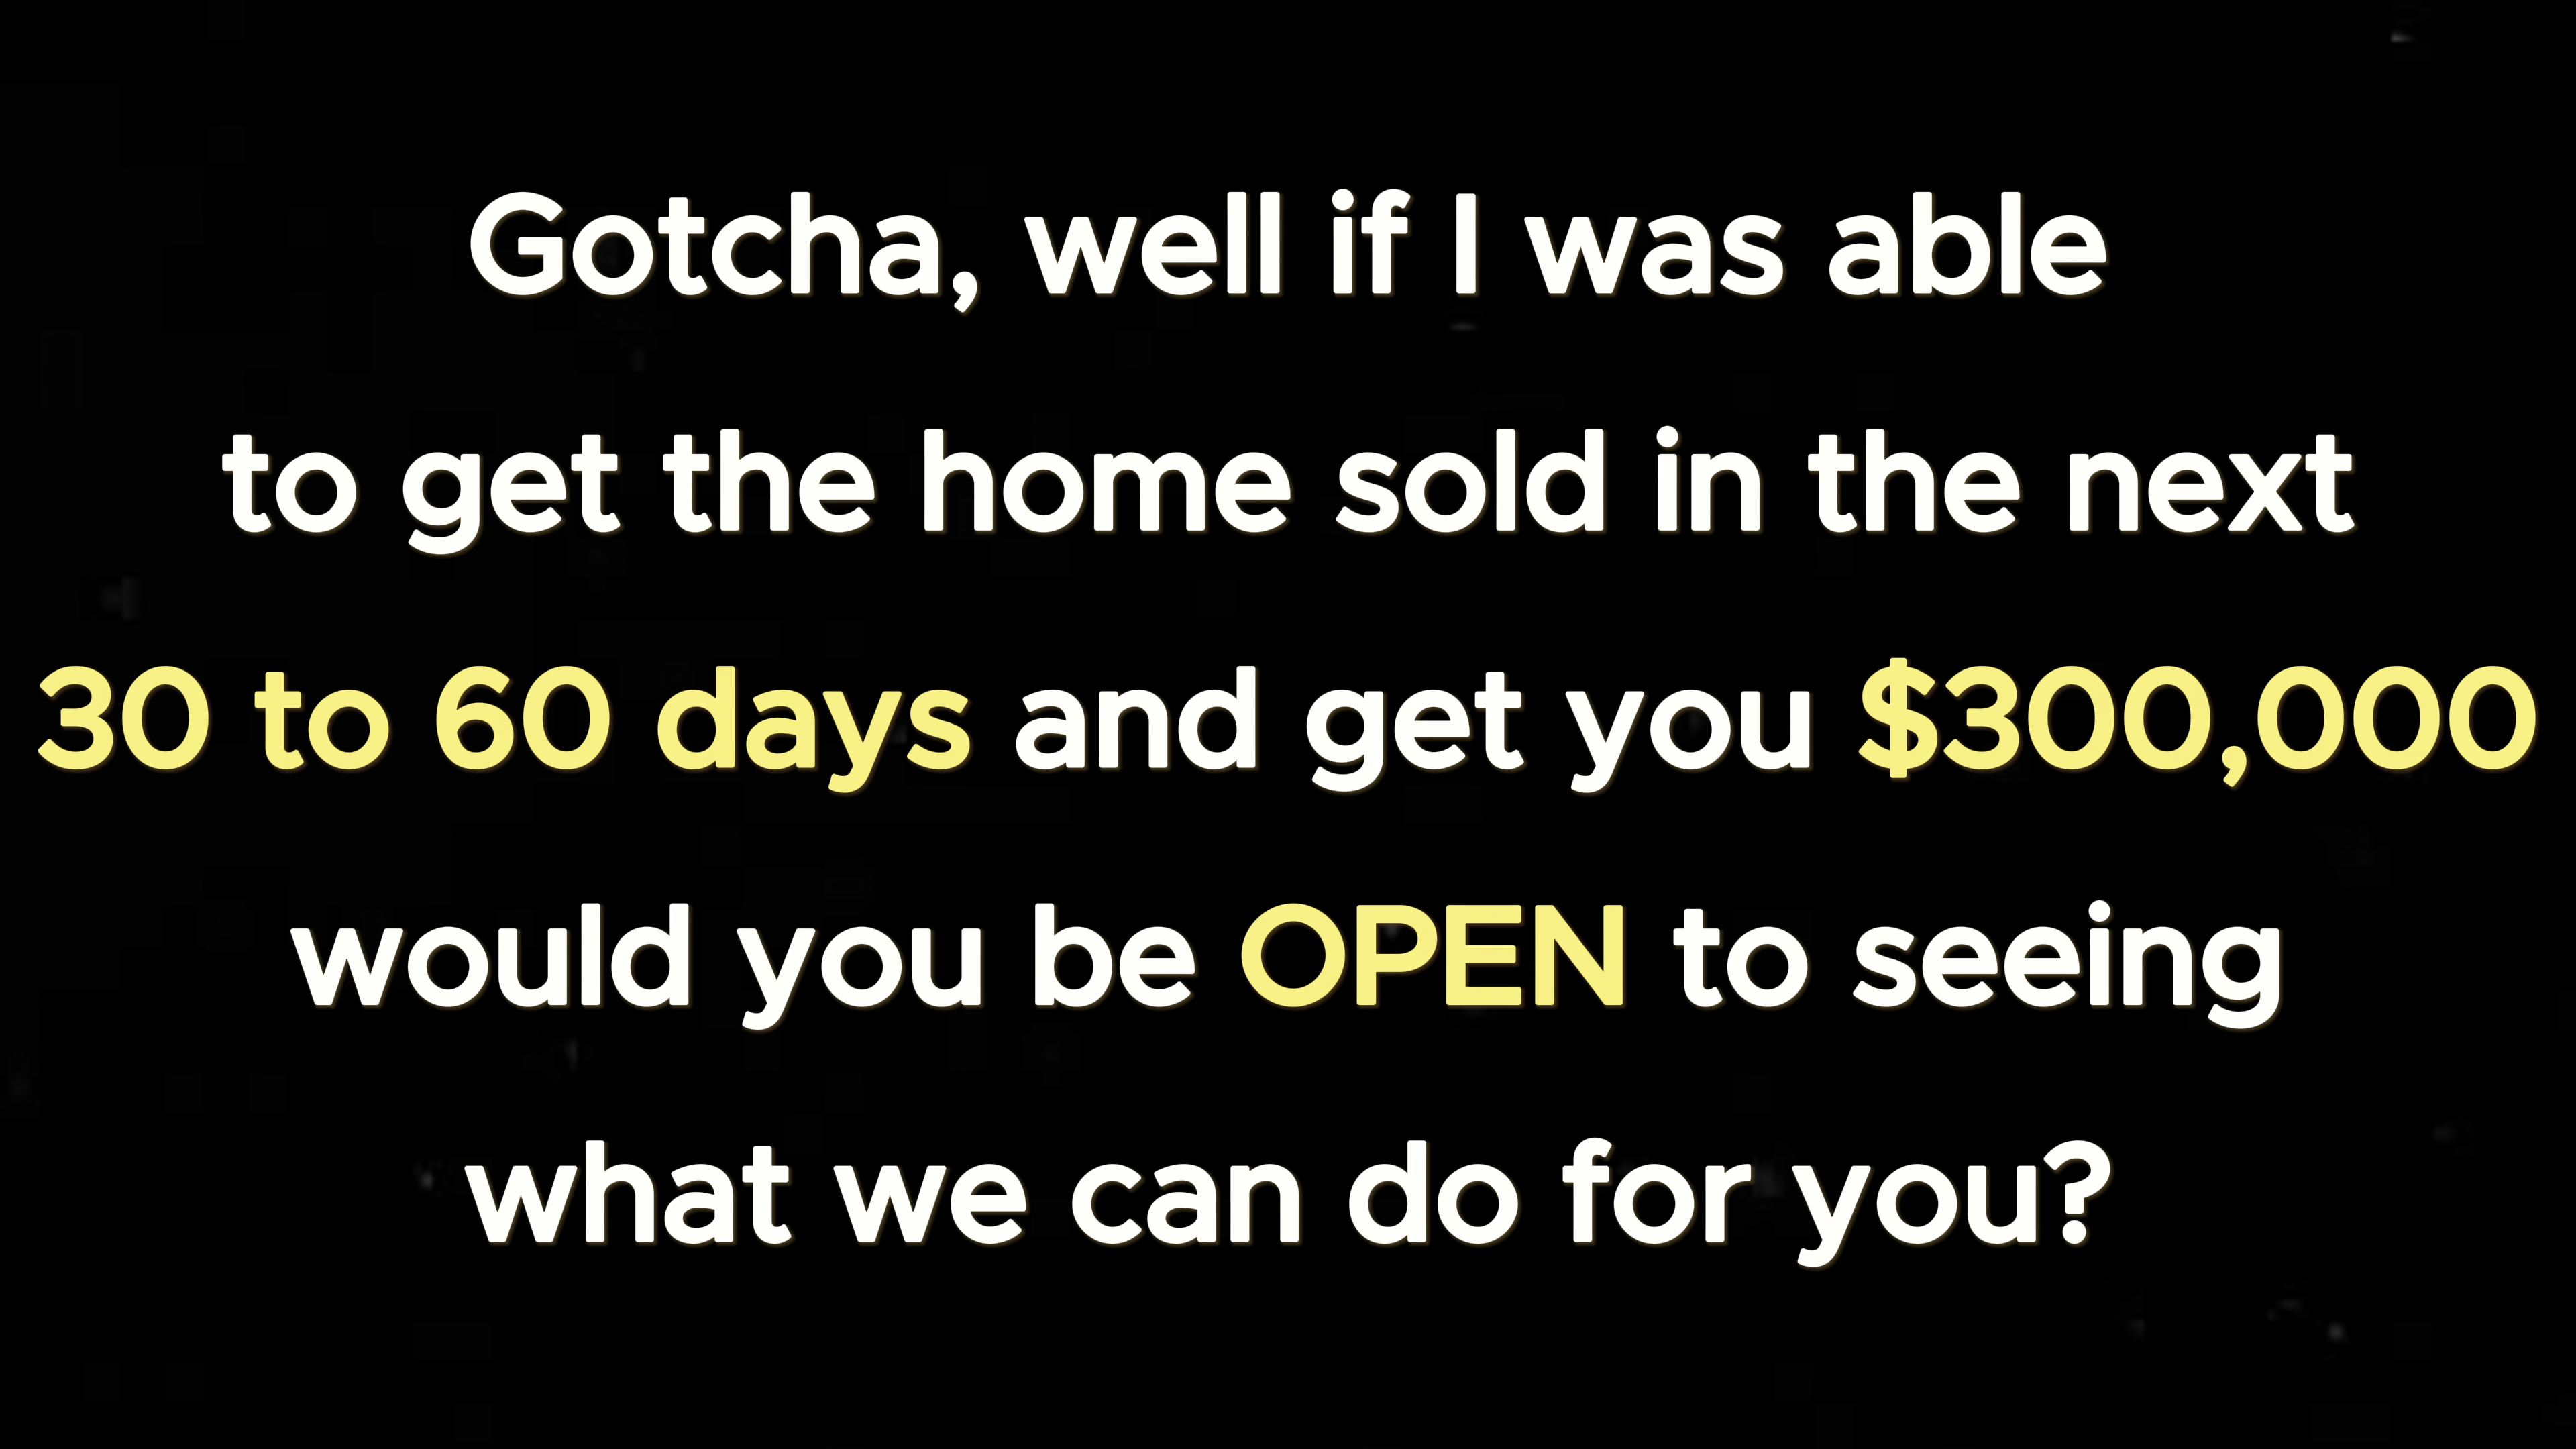 Gotcha, well if I was able
to get the home sold in the next
30 to 60 days and get you $300,000
would you be OPEN to seeing
what we can do for you?